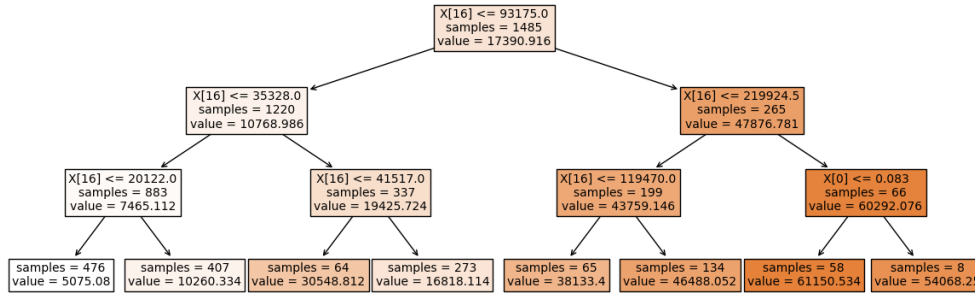 X[16] <= 93175.0
samples = 1485
value = 17390.916
X[16] <= 35328.0
samples = 1220
value = 10768.986
X[16] <= 219924.5
samples = 265
value = 47876.781
X[16] <= 20122.0
samples = 883
value = 7465.112
X[16] <= 41517.0
samples = 337
value = 19425.724
X[16] <= 119470.0
samples = 199
value = 43759.146
X[0] <= 0.083
samples = 66
value = 60292.076
samples = 476
value = 5075.08
samples = 407
value = 10260.334
samples = 64
value = 30548.812
samples = 273
value = 16818.114
samples = 65
value = 38133.4
samples = 134
value = 46488.052
samples = 58
value = 61150.534
samples = 8
value = 54068.25